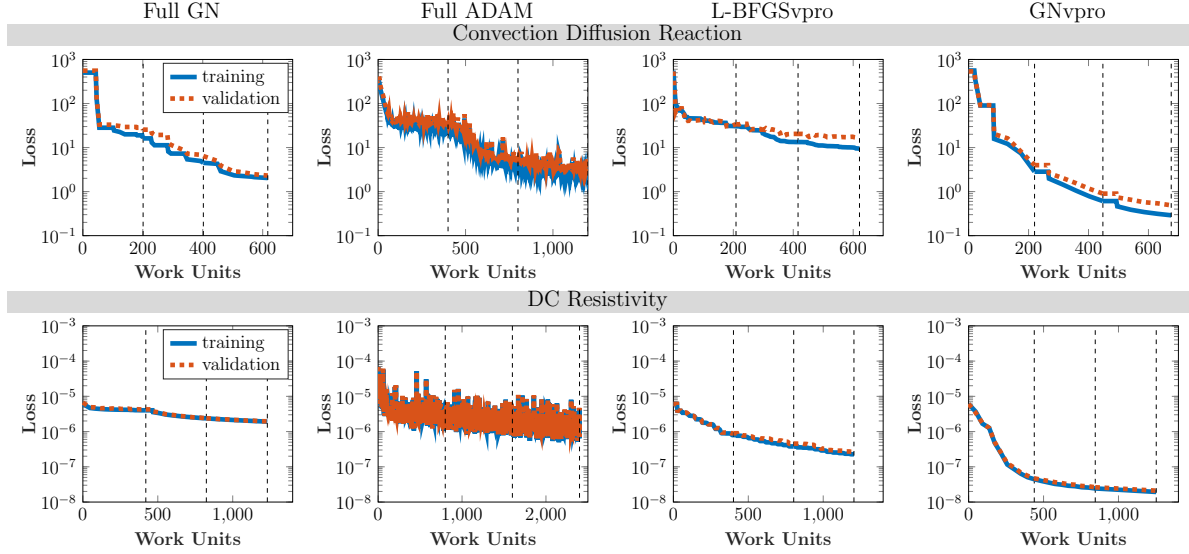 Full GN Full ADAM L-BFGSvpro GNvpro
Convection Diffusion Reaction
Loss
10^3
10^2
10^1
10^0
10^−1
training
validation
0 200 400 600
Work Units
Loss
10^3
10^2
10^1
10^0
10^−1
0 500 1,000
Work Units
Loss
10^3
10^2
10^1
10^0
10^−1
0 200 400 600
Work Units
Loss
10^3
10^2
10^1
10^0
10^−1
0 200 400 600
Work Units
DC Resistivity
Loss
10^−3
10^−4
10^−5
10^−6
10^−7
10^−8
training
validation
0 500 1,000
Work Units
Loss
10^−3
10^−4
10^−5
10^−6
10^−7
10^−8
0 1,000 2,000
Work Units
Loss
10^−3
10^−4
10^−5
10^−6
10^−7
10^−8
0 500 1,000
Work Units
Loss
10^−3
10^−4
10^−5
10^−6
10^−7
10^−8
0 500 1,000
Work Units